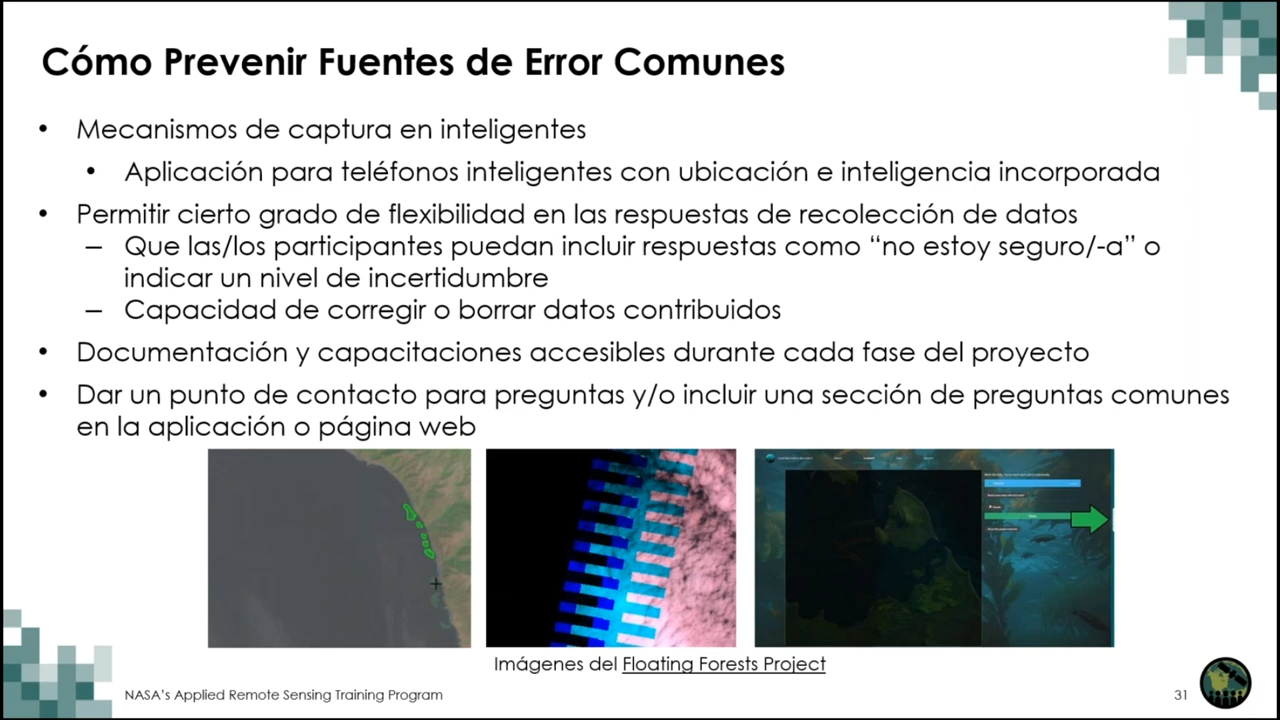 Cómo Prevenir Fuentes de Error Comunes
• Mecanismos de captura en inteligentes
• Aplicación para teléfonos inteligentes con ubicación e inteligencia incorporada
• Permitir cierto grado de flexibilidad en las respuestas de recolección de datos
– Que las/los participantes puedan incluir respuestas como “no estoy seguro/-a” o
indicar un nivel de incertidumbre
– Capacidad de corregir o borrar datos contribuidos
• Documentación y capacitaciones accesibles durante cada fase del proyecto
• Dar un punto de contacto para preguntas y/o incluir una sección de preguntas comunes
en la aplicación o página web
Imágenes del Floating Forests Project
NASA’s Applied Remote Sensing Training Program
31